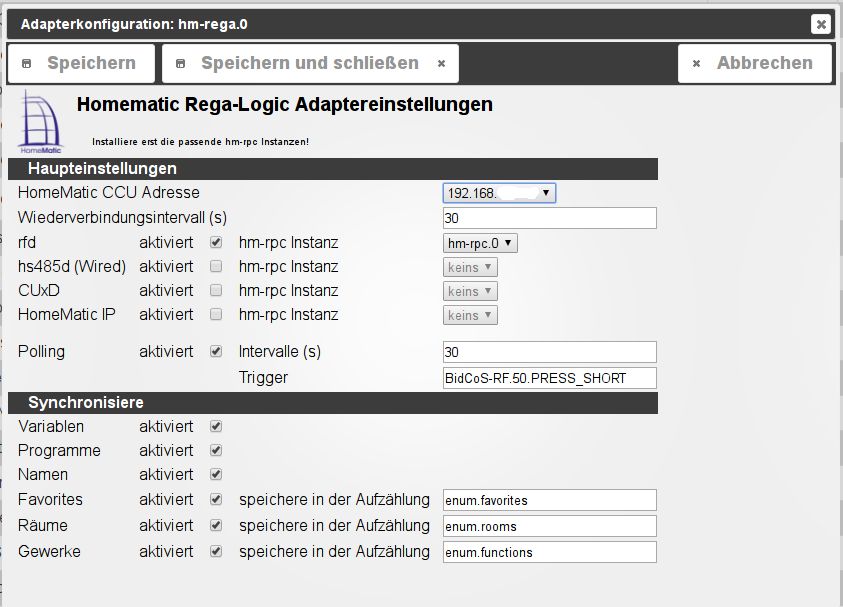 Adapterkonfiguration: hm-rega.0
Speichern Speichern und schließen Abbrechen
Homematic Rega-Logic Adaptereinstellungen
Installiere erst die passende hm-rpc Instanzen!
HomeMatic
Haupteinstellungen
HomeMatic CCU Adresse 192.168.
Wiederverbindungsintervall (s) 30
rfd aktiviert hm-rpc Instanz hm-rpc.0
hs485d (Wired) aktiviert hm-rpc Instanz keins
CUxD aktiviert hm-rpc Instanz keins
HomeMatic IP aktiviert hm-rpc Instanz keins
Polling aktiviert Intervalle (s) 30
Trigger BidCoS-RF.50.PRESS_SHORT
Synchronisiere
Variablen aktiviert
Programme aktiviert
Namen aktiviert
Favorites aktiviert speichere in der Aufzählung enum.favorites
Räume aktiviert speichere in der Aufzählung enum.rooms
Gewerke aktiviert speichere in der Aufzählung enum.functions